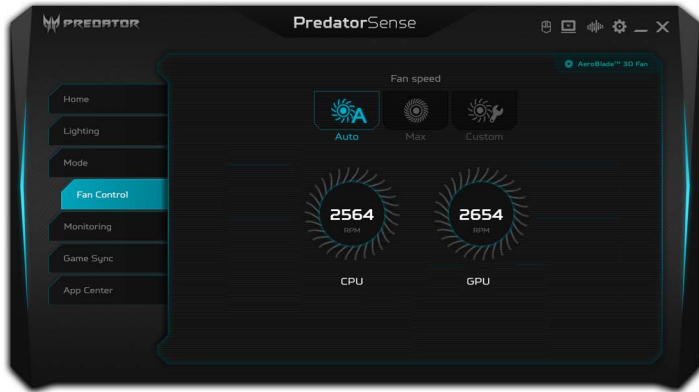 PREDATOR
PredatorSense
AeroBlade™ 3D Fan
Fan speed
Auto
Max
Custom
Home
Lighting
Mode
Fan Control
Monitoring
Game Sync
App Center
2564
RPM
CPU
2654
RPM
GPU